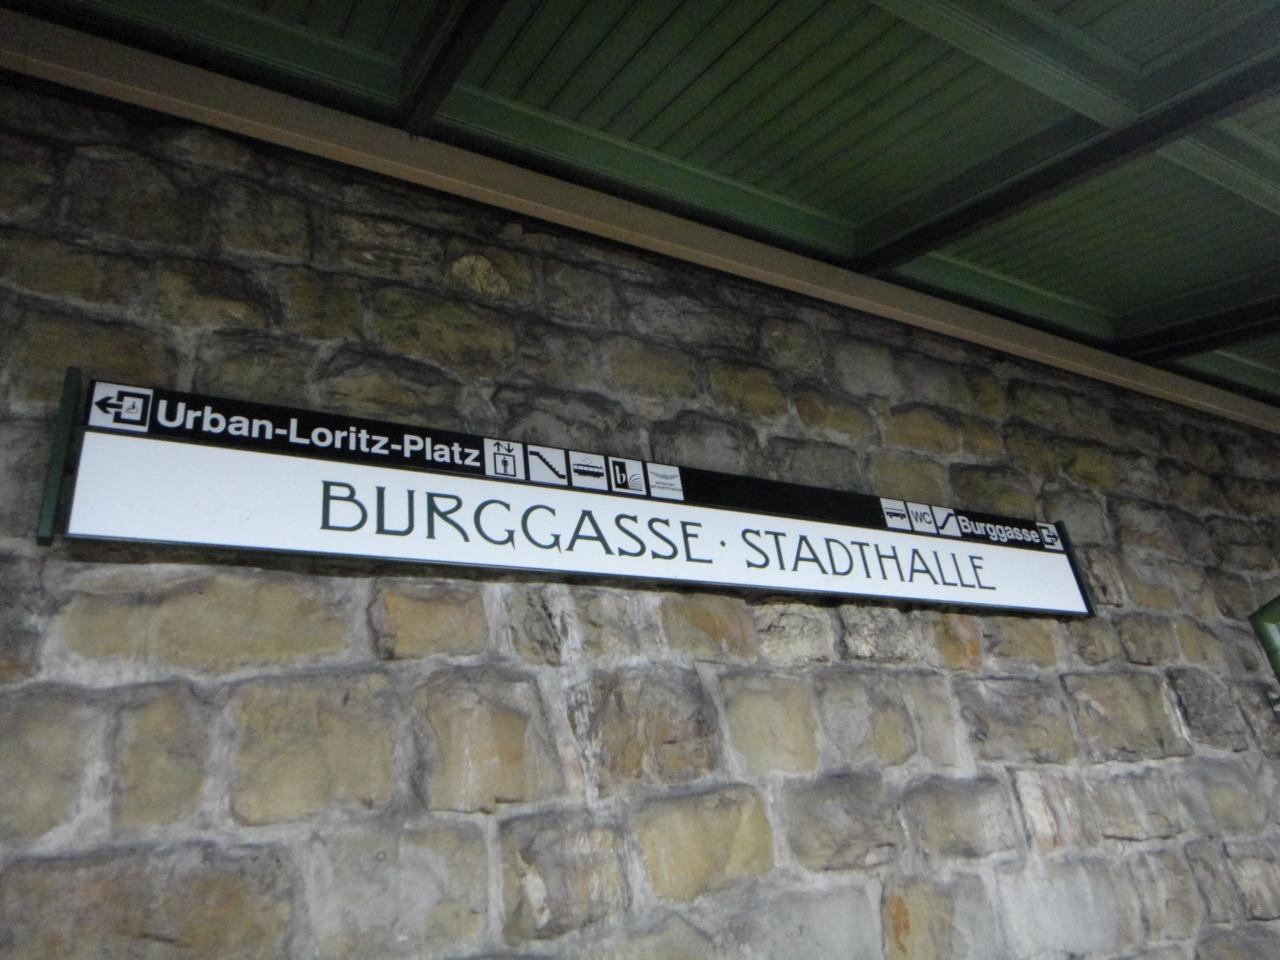 Urban-Loritz-Platz b WC Burggasse
BURGGASSE · STADTHALLE